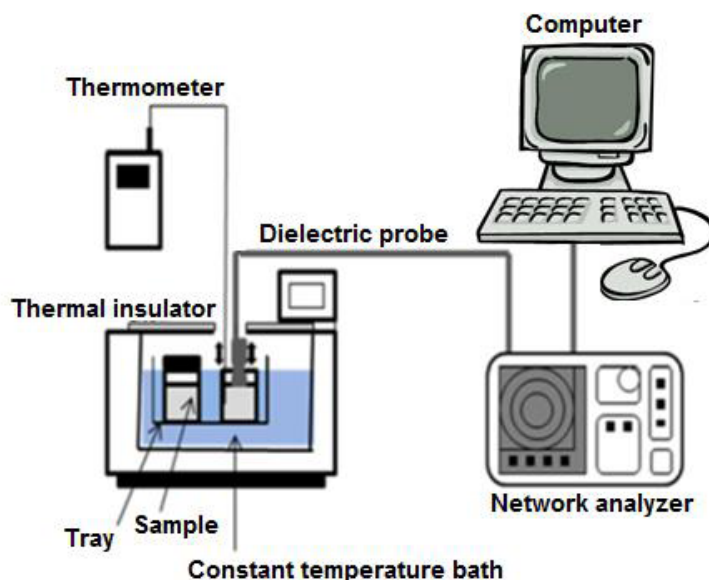 Computer
Thermometer
Dielectric probe
Thermal insulator
Network analyzer
Sample
Tray
Constant temperature bath